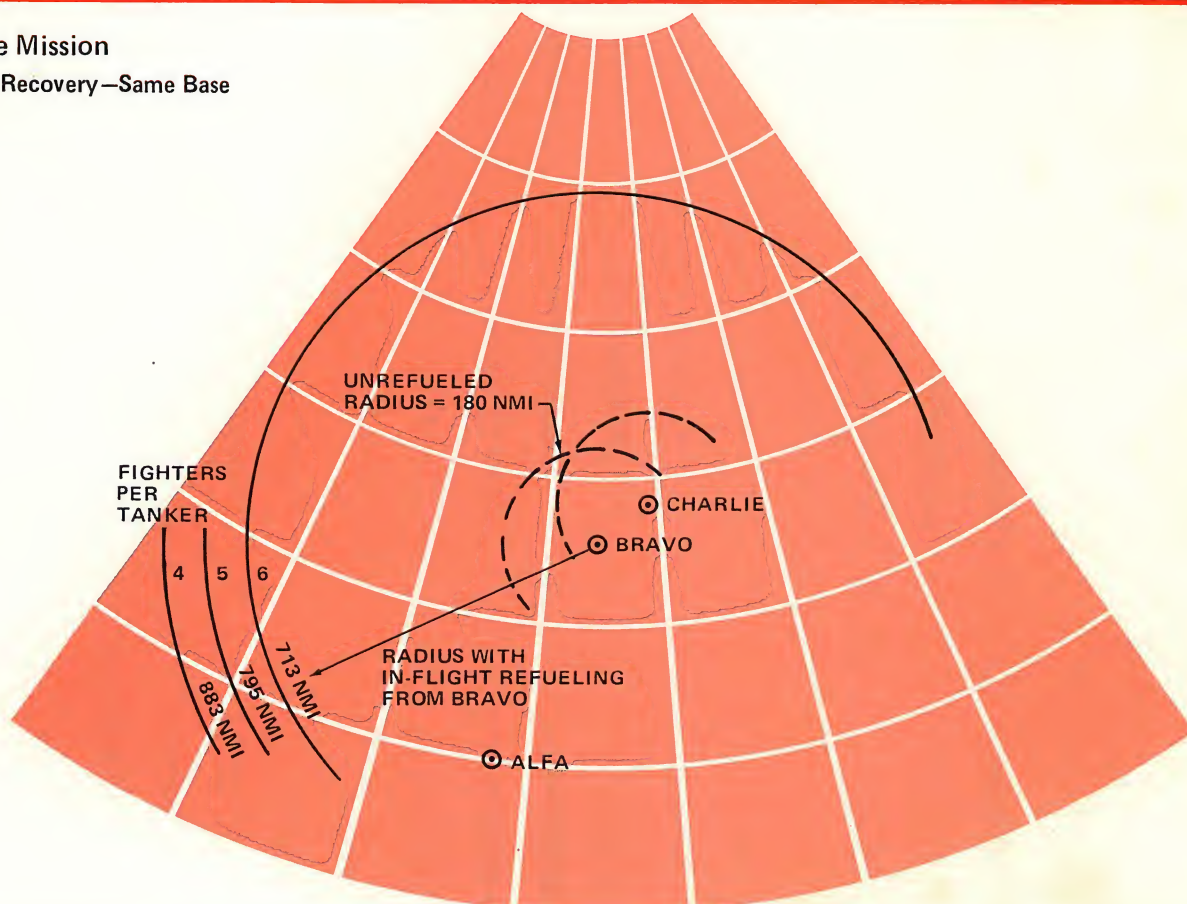 Mission
Recovery—Same Base
UNREFUELED
RADIUS = 180 NMI
FIGHTERS
PER
TANKER
4 5 6
CHARLIE
BRAVO
713 NMI
795 NMI
883 NMI
RADIUS WITH
IN-FLIGHT REFUELING
FROM BRAVO
ALFA